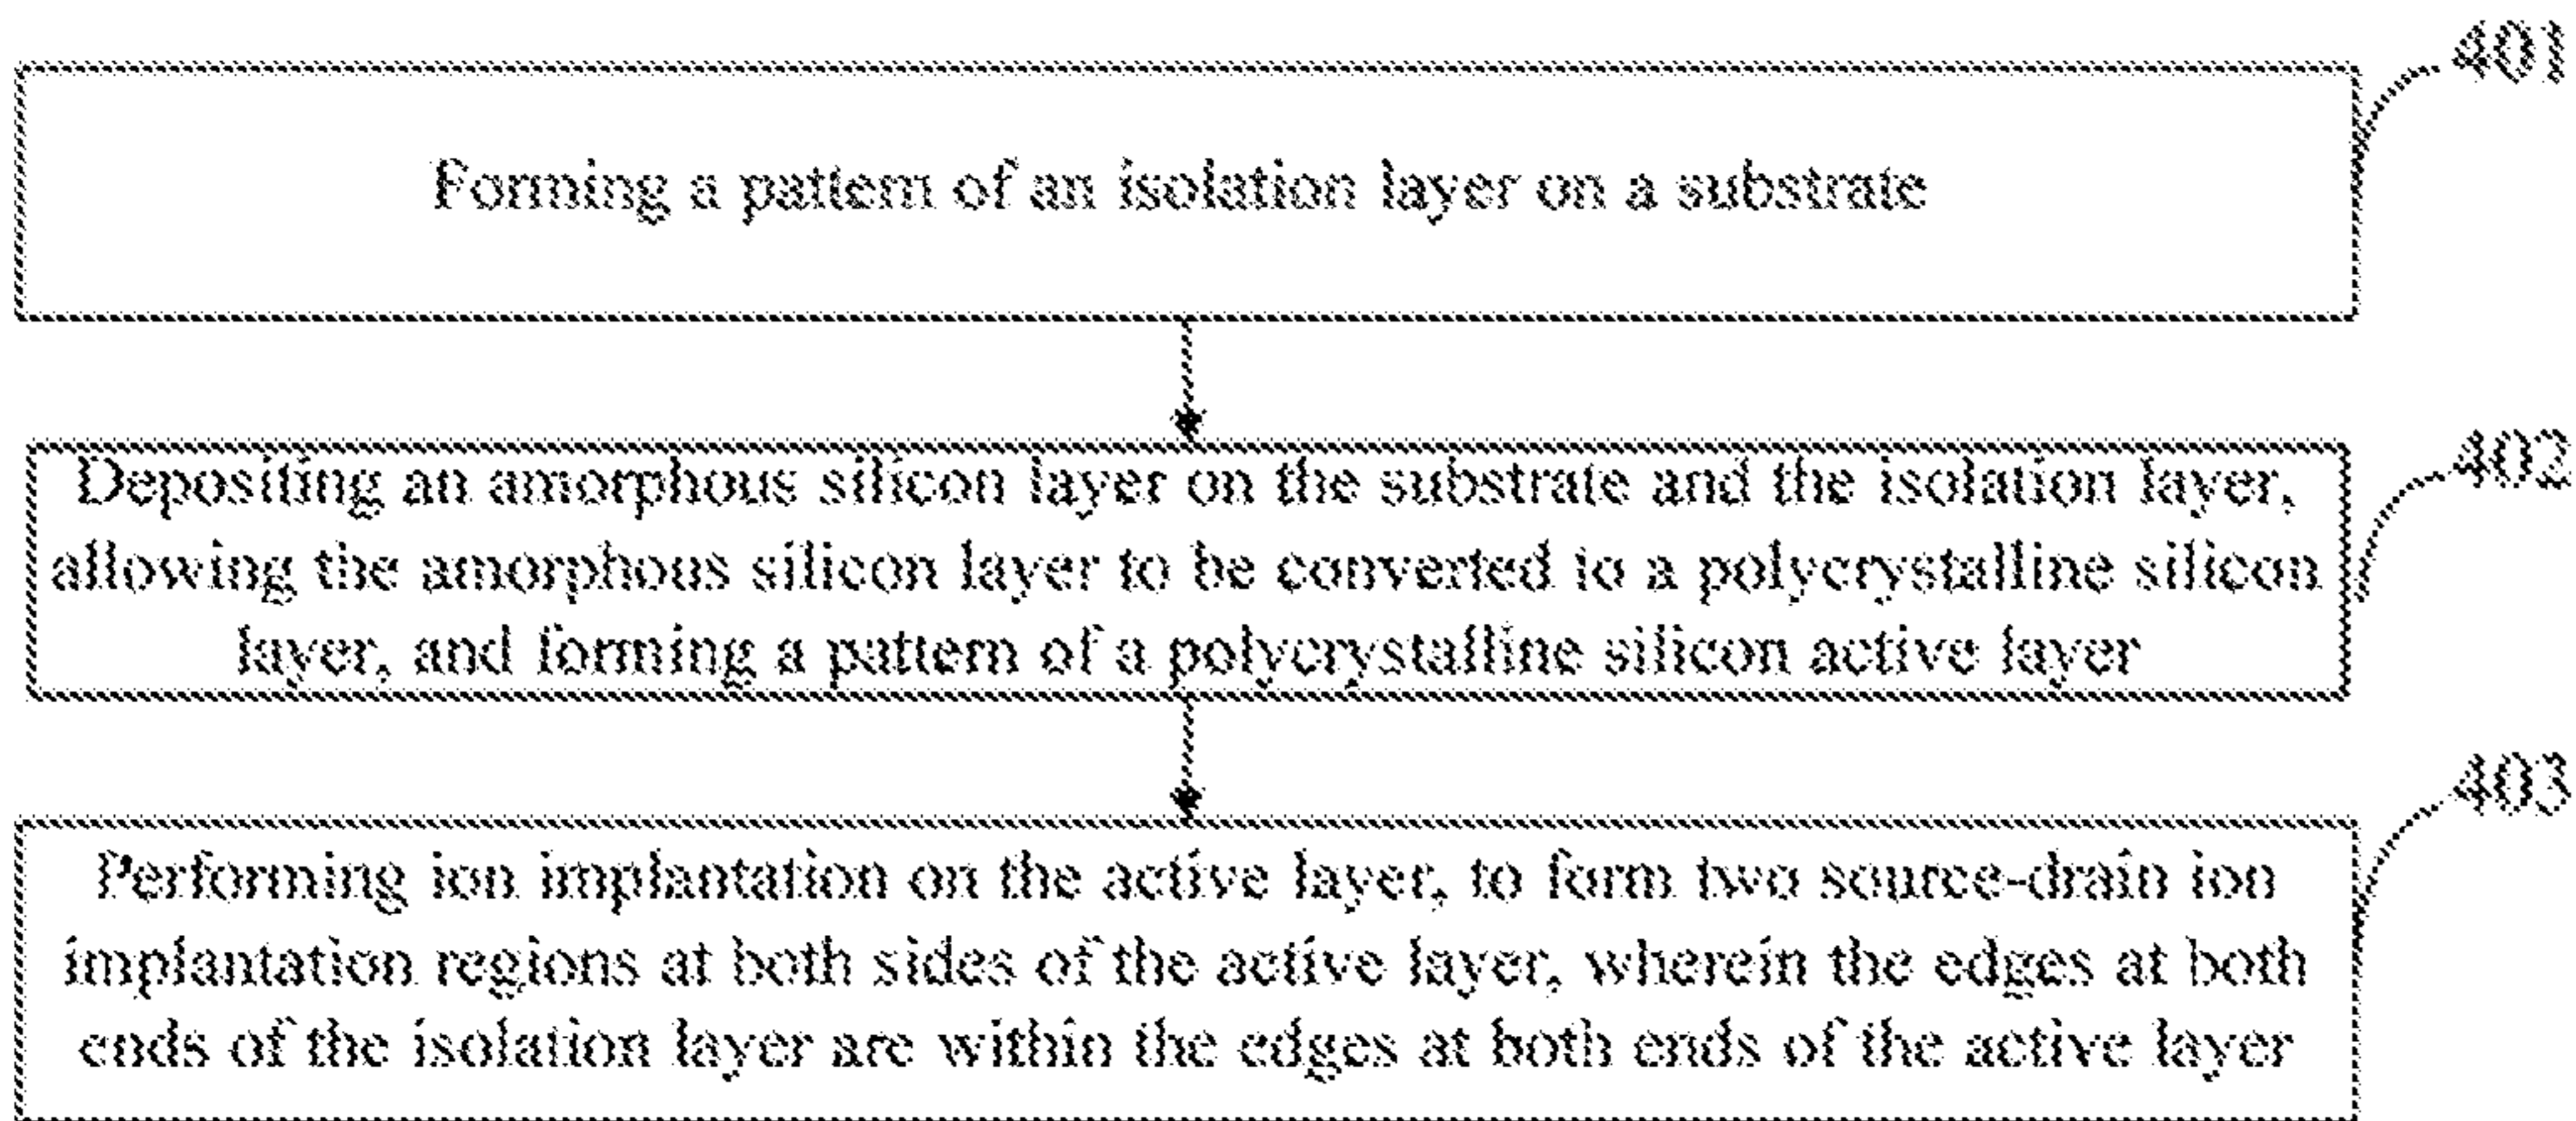 401
Forming a pattern of an isolation layer on a substrate
402
Depositing an amorphous silicon layer on the substrate and the isolation layer,
allowing the amorphous silicon layer to be converted to a polycrystalline silicon
layer, and forming a pattern of a polycrystalline silicon active layer
403
Performing ion implantation on the active layer, to form two source-drain ion
implantation regions at both sides of the active layer, wherein the edges at both
ends of the isolation layer are within the edges at both ends of the active layer